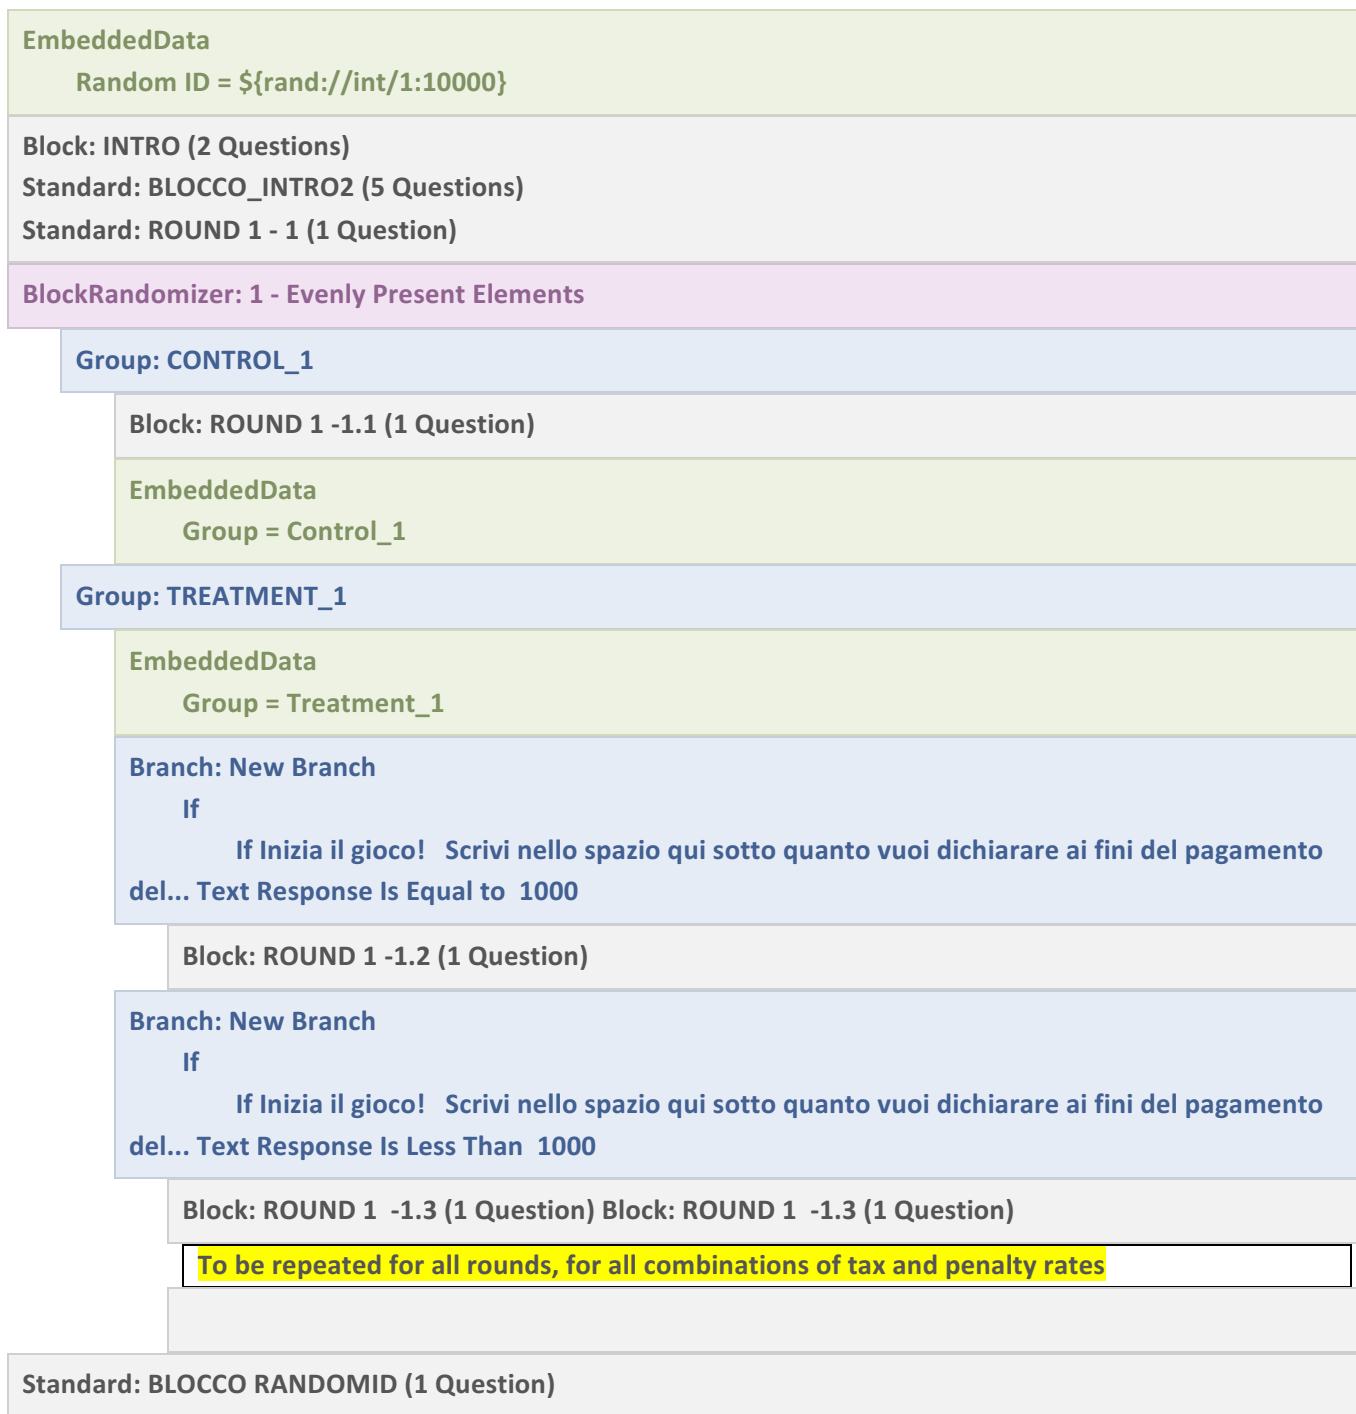 EmbeddedData
Random ID = ${rand://int/1:10000}
Block: INTRO (2 Questions)
Standard: BLOCCO_INTRO2 (5 Questions)
Standard: ROUND 1 - 1 (1 Question)
BlockRandomizer: 1 - Evenly Present Elements
Group: CONTROL_1
Block: ROUND 1 -1.1 (1 Question)
EmbeddedData
Group = Control_1
Group: TREATMENT_1
EmbeddedData
Group = Treatment_1
Branch: New Branch
If
If Inizia il gioco!   Scrivi nello spazio qui sotto quanto vuoi dichiarare ai fini del pagamento
del... Text Response Is Equal to  1000
Block: ROUND 1 -1.2 (1 Question)
Branch: New Branch
If
If Inizia il gioco!   Scrivi nello spazio qui sotto quanto vuoi dichiarare ai fini del pagamento
del... Text Response Is Less Than  1000
Block: ROUND 1  -1.3 (1 Question) Block: ROUND 1  -1.3 (1 Question)
To be repeated for all rounds, for all combinations of tax and penalty rates
Standard: BLOCCO RANDOMID (1 Question)